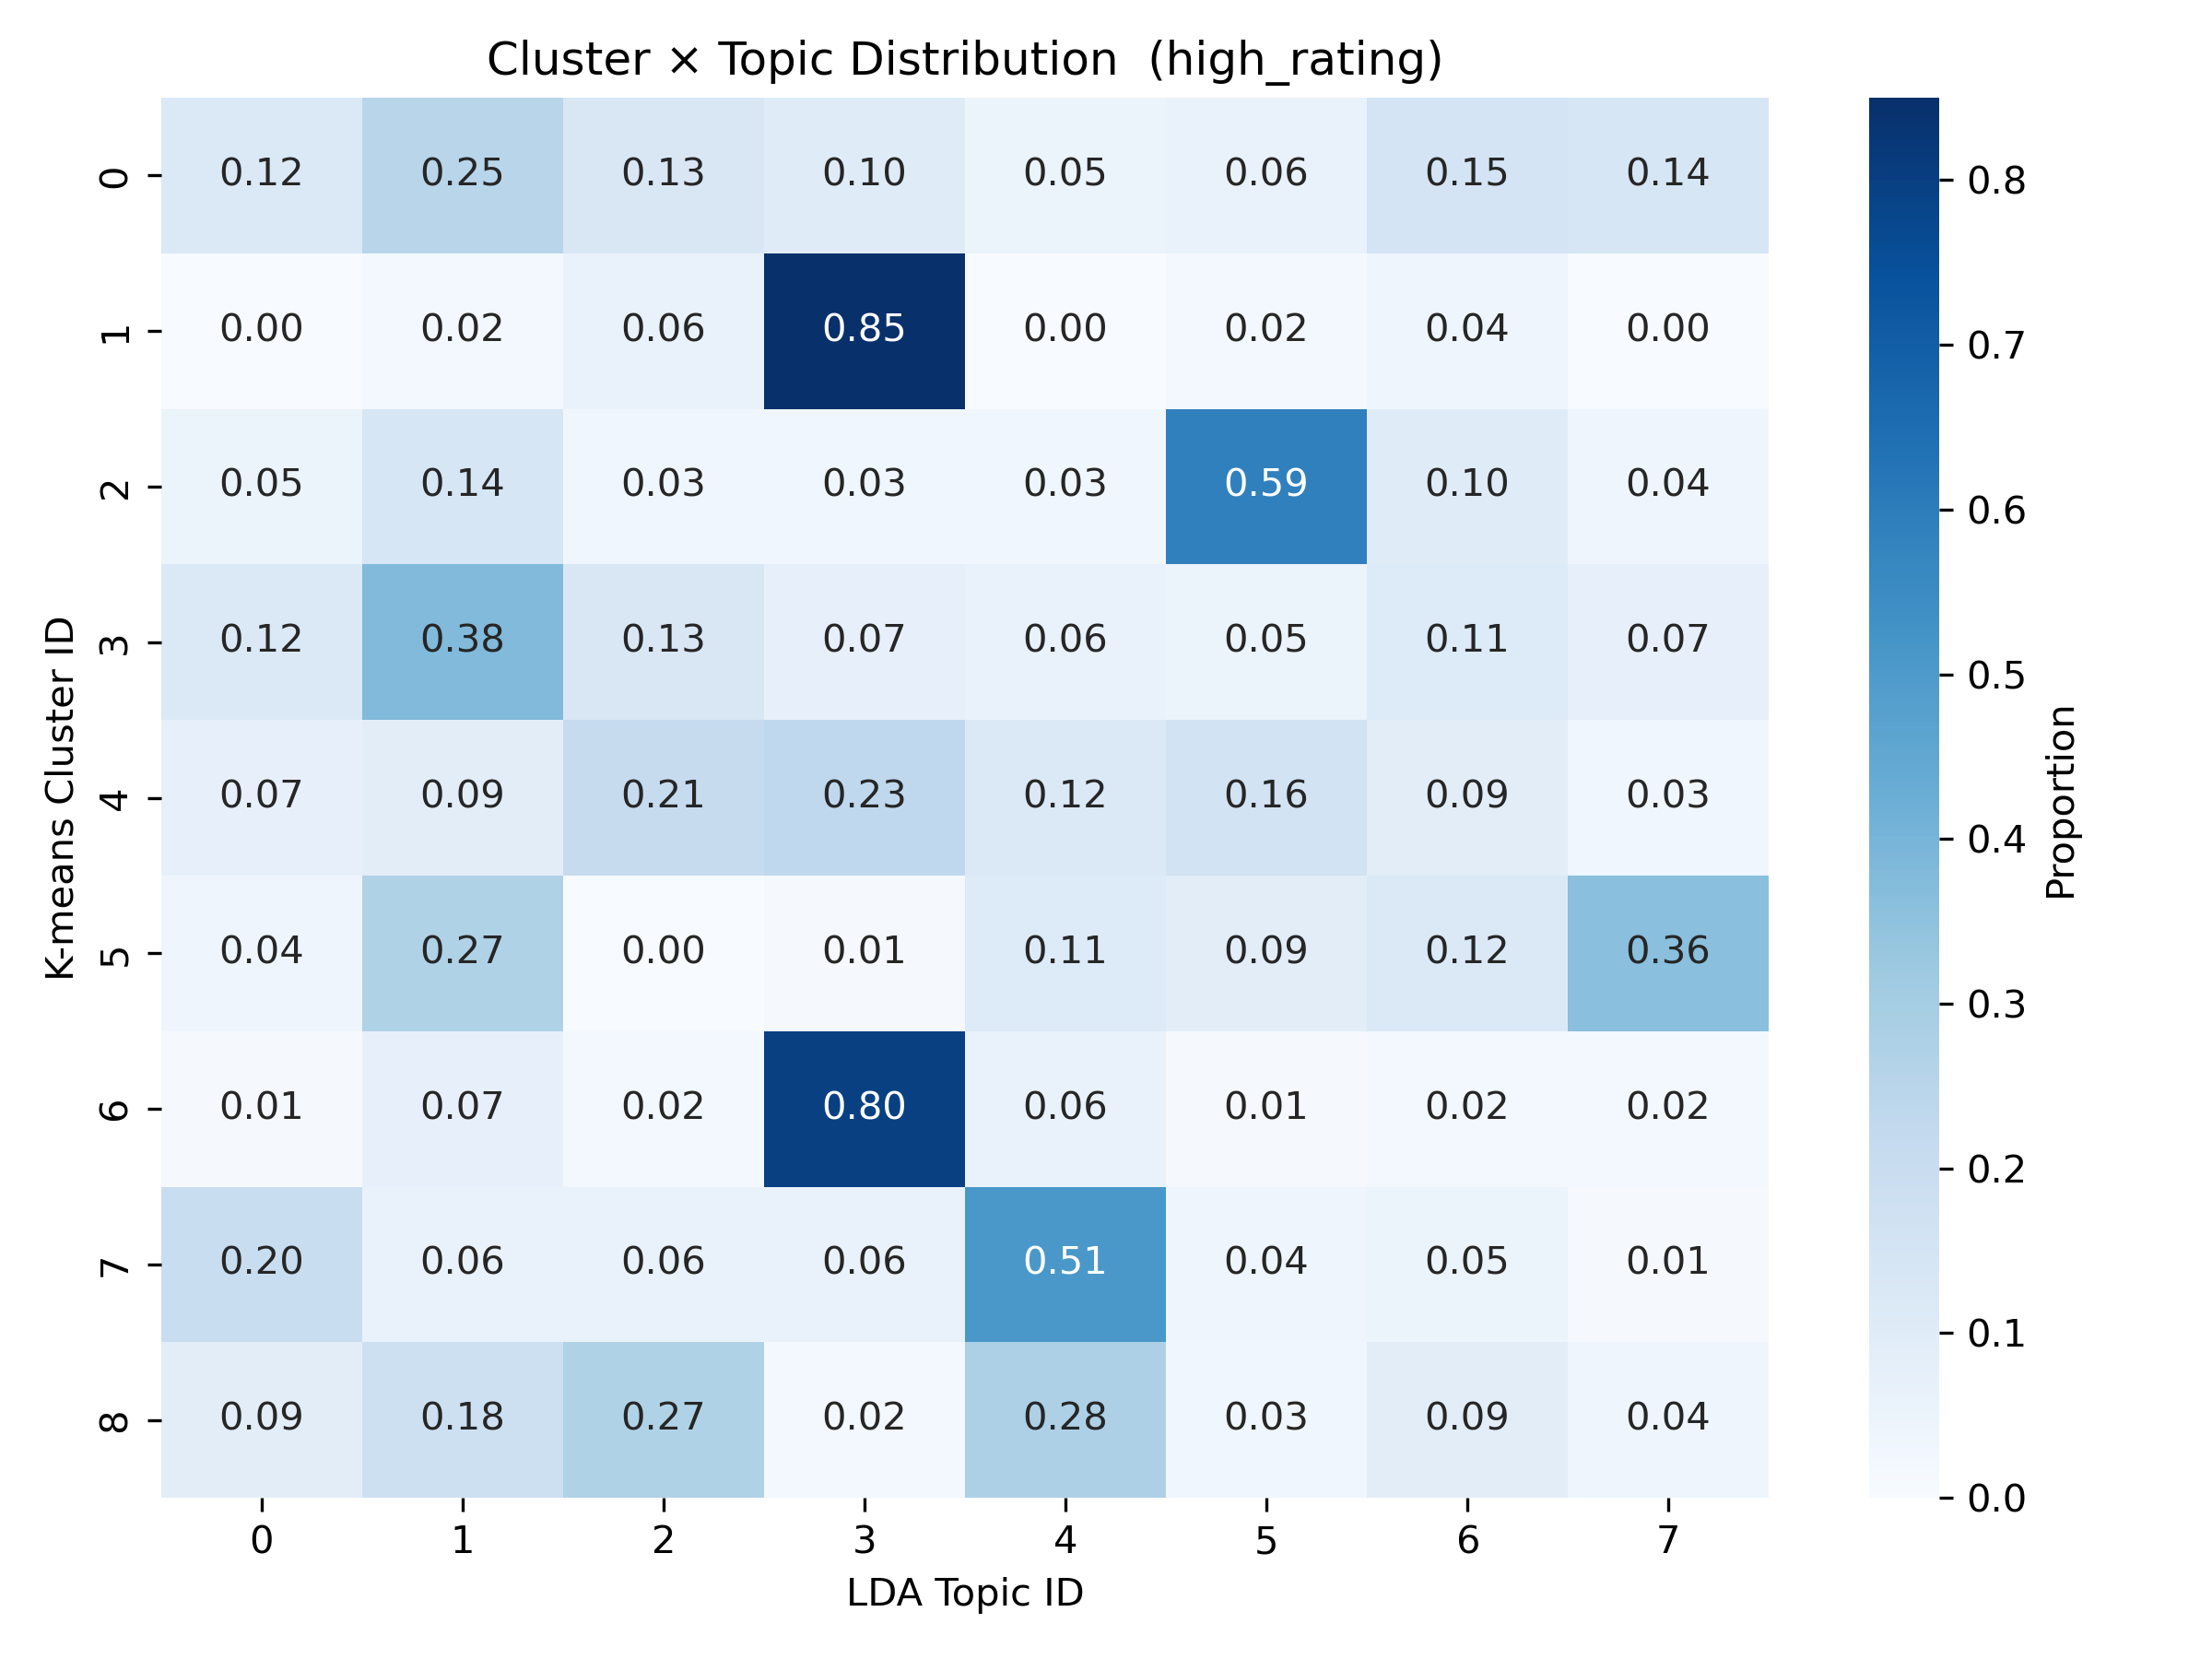 Cluster × Topic Distribution  (high_rating)
0 0.12 0.25 0.13 0.10 0.05 0.06 0.15 0.14
1 0.00 0.02 0.06 0.85 0.00 0.02 0.04 0.00
2 0.05 0.14 0.03 0.03 0.03 0.59 0.10 0.04
3 0.12 0.38 0.13 0.07 0.06 0.05 0.11 0.07
4 0.07 0.09 0.21 0.23 0.12 0.16 0.09 0.03
5 0.04 0.27 0.00 0.01 0.11 0.09 0.12 0.36
6 0.01 0.07 0.02 0.80 0.06 0.01 0.02 0.02
7 0.20 0.06 0.06 0.06 0.51 0.04 0.05 0.01
8 0.09 0.18 0.27 0.02 0.28 0.03 0.09 0.04
0 1 2 3 4 5 6 7
LDA Topic ID
K-means Cluster ID
0.8
0.7
0.6
0.5
0.4
0.3
0.2
0.1
0.0
Proportion